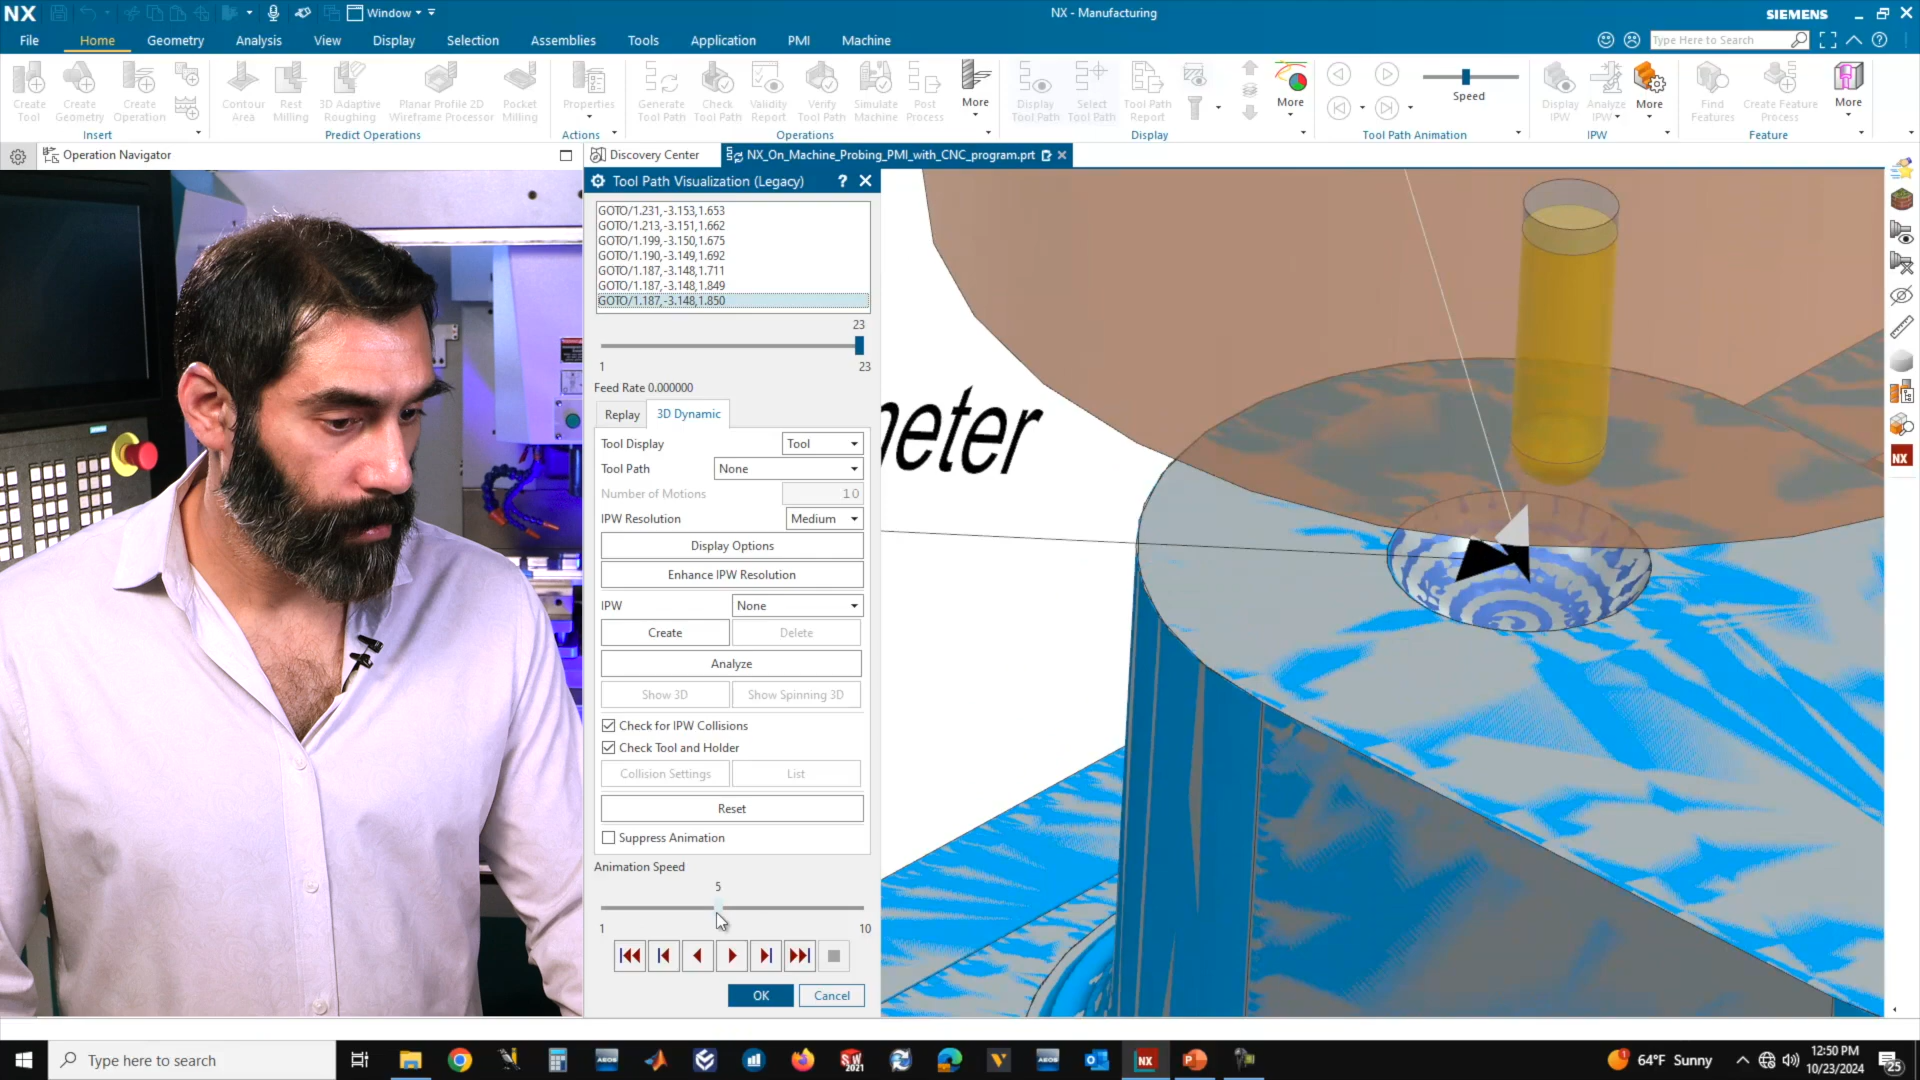 NX
Window
NX - Manufacturing
SIEMENS
File
Home
Geometry
Analysis
View
Display
Selection
Assemblies
Tools
Application
PMI
Machine
Type Here to Search
Create Tool
Create Geometry
Create Operation
Contour Area
Rest Milling
3D Adaptive Roughing
Planar Profile 2D Wireframe Processor
Pocket Milling
Properties
Generate Tool Path
Check Tool Path
Validity Report
Verify Tool Path
Simulate Machine
Post Process
More
Display Tool Path
Select Tool Path
Tool Path Report
More
Speed
Display IPW
Analyze IPW
More
Find Features
Create Feature Process
More
Insert
Predict Operations
Actions
Operations
Display
Tool Path Animation
IPW
Feature
Operation Navigator
Discovery Center
NX_On_Machine_Probing_PMI_with_CNC_program.prt
Tool Path Visualization (Legacy)
?
GOTO/1.231,-3.153,1.653
GOTO/1.213,-3.151,1.662
GOTO/1.199,-3.150,1.675
GOTO/1.190,-3.149,1.692
GOTO/1.187,-3.148,1.711
GOTO/1.187,-3.148,1.849
GOTO/1.187,-3.148,1.850
23
1
23
Feed Rate 0.000000
Replay
3D Dynamic
Tool Display
Tool
Tool Path
None
Number of Motions
10
IPW Resolution
Medium
Display Options
Enhance IPW Resolution
IPW
None
Create
Delete
Analyze
Show 3D
Show Spinning 3D
Check for IPW Collisions
Check Tool and Holder
Collision Settings
List
Reset
Suppress Animation
Animation Speed
5
1
10
OK
Cancel
neter
NX
Type here to search
AEOS
SW
2021
AEOS
NX
64°F Sunny
12:50 PM
10/23/2024
25